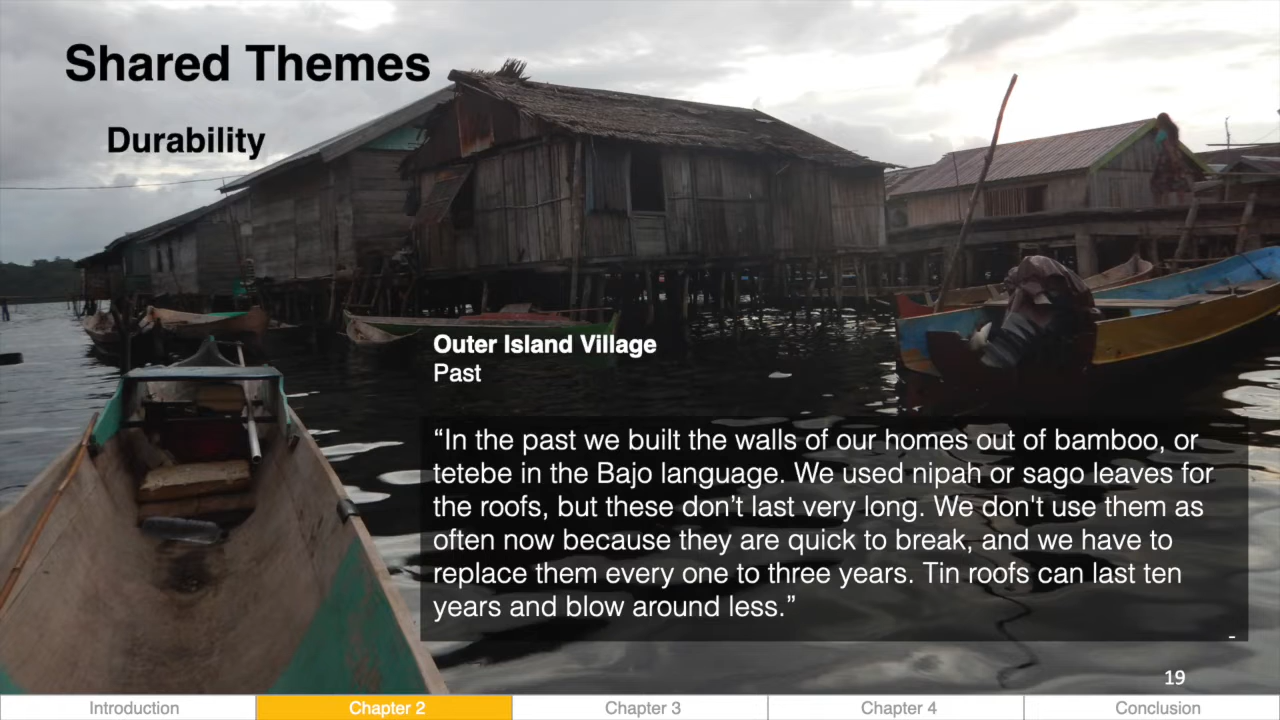 Shared Themes
Durability
Outer Island Village
Past
“In the past we built the walls of our homes out of bamboo, or
tetebe in the Bajo language. We used nipah or sago leaves for
the roofs, but these don’t last very long. We don't use them as
often now because they are quick to break, and we have to
replace them every one to three years. Tin roofs can last ten
years and blow around less.”
-
19
Introduction
Chapter 2
Chapter 3
Chapter 4
Conclusion